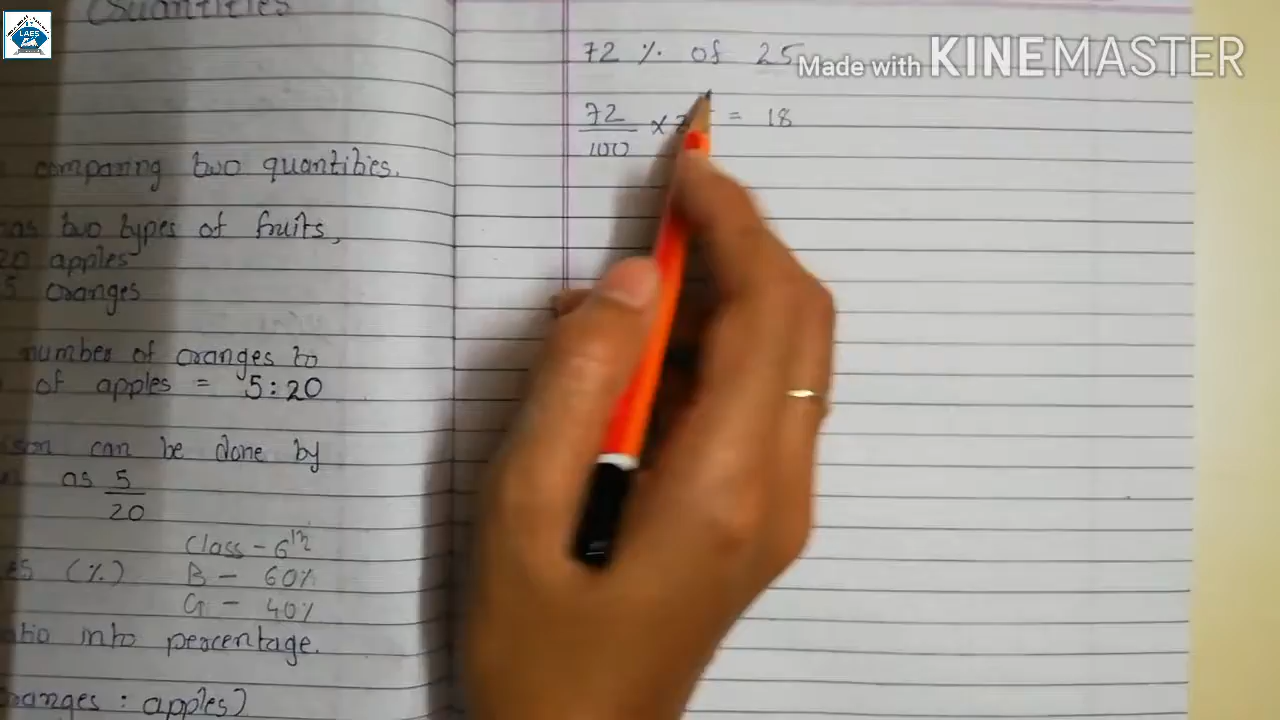 LAES
Quantities
comparing two quantities.
has two types of fruits,
20 apples
5 oranges
number of oranges to
of apples = 5:20
can be done by
as 5
20
Class - 6th
(%) B - 60%
G - 40%
ratio into percentage.
oranges : apples)
72 % of 25
Made with KINEMASTER
72 × = 18
100